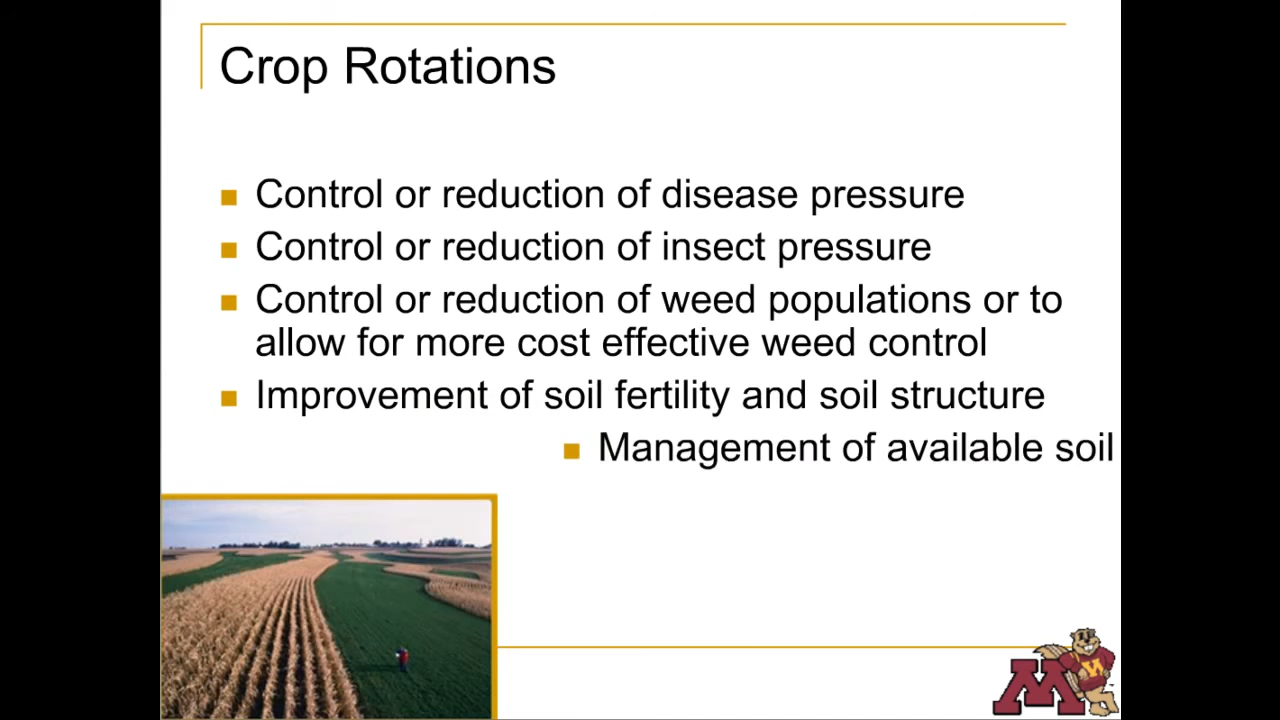 Crop Rotations
Control or reduction of disease pressure
Control or reduction of insect pressure
Control or reduction of weed populations or to
allow for more cost effective weed control
Improvement of soil fertility and soil structure
Management of available soil
M